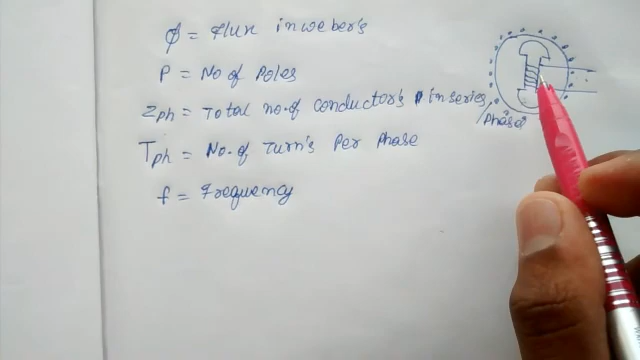 φ = Flux in weber's
P = No of Poles
Zph = Total no. of conductor's in series
/Phase
Tph = No. of Turn's Per Phase
f = Frequency